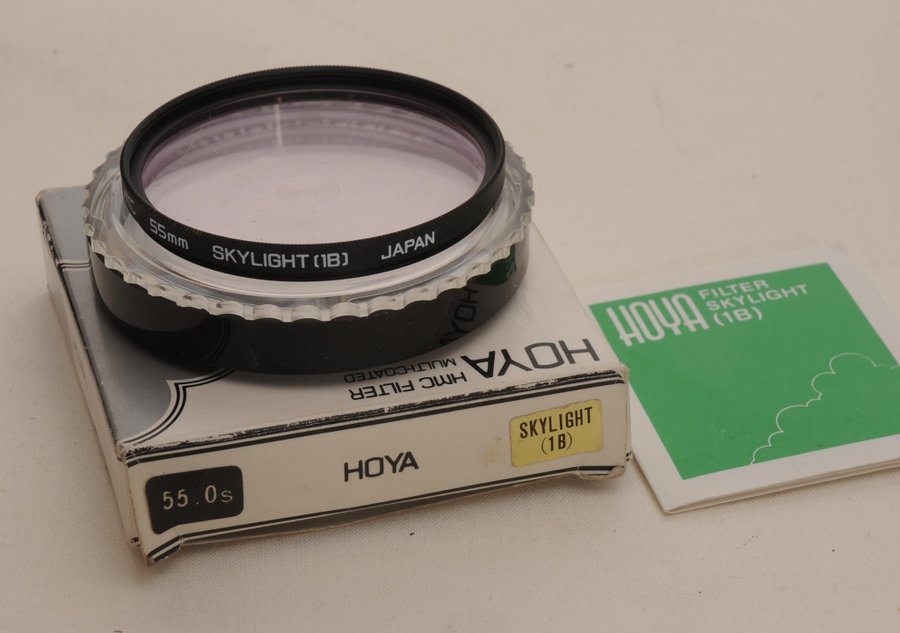 55mm SKYLIGHT (1B) JAPAN
HOYA
HMC FILTER
MULTI-COATED
55.0s
HOYA
SKYLIGHT
(1B)
HOYA FILTER
SKYLIGHT
(1B)